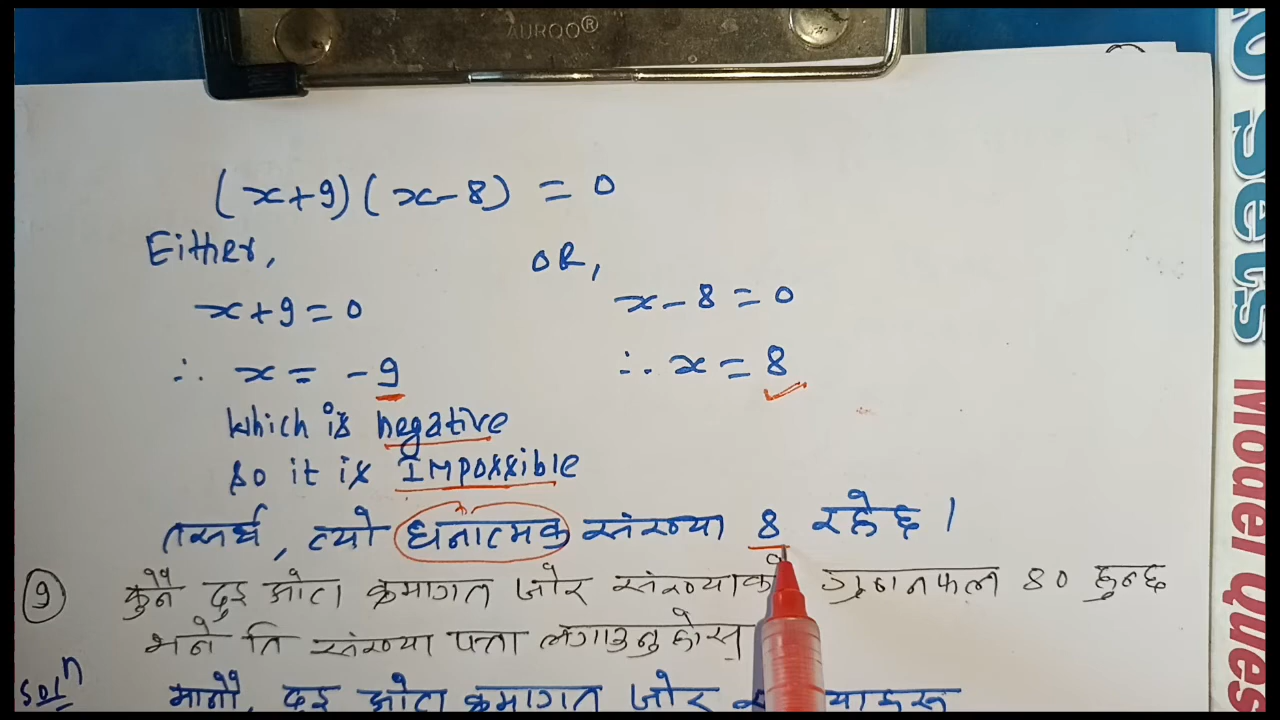 AUROO®
(x+9)(x-8) = 0
Either, OR,
x+9=0 x-8=0
∴ x = -9 ∴ x = 8
Which is negative
so it is Impossible
तसर्थ, त्यो धनात्मक संख्या 8 रहेछ ।
9 कुनै दुई ओटा क्रमागत जोर संख्याको गुणनफल 80 हुन्छ
भने ति संख्या पत्ता लगाउनुहोस्
Solⁿ मानौं, दुई ओटा क्रमागत जोर
Sets Model Ques